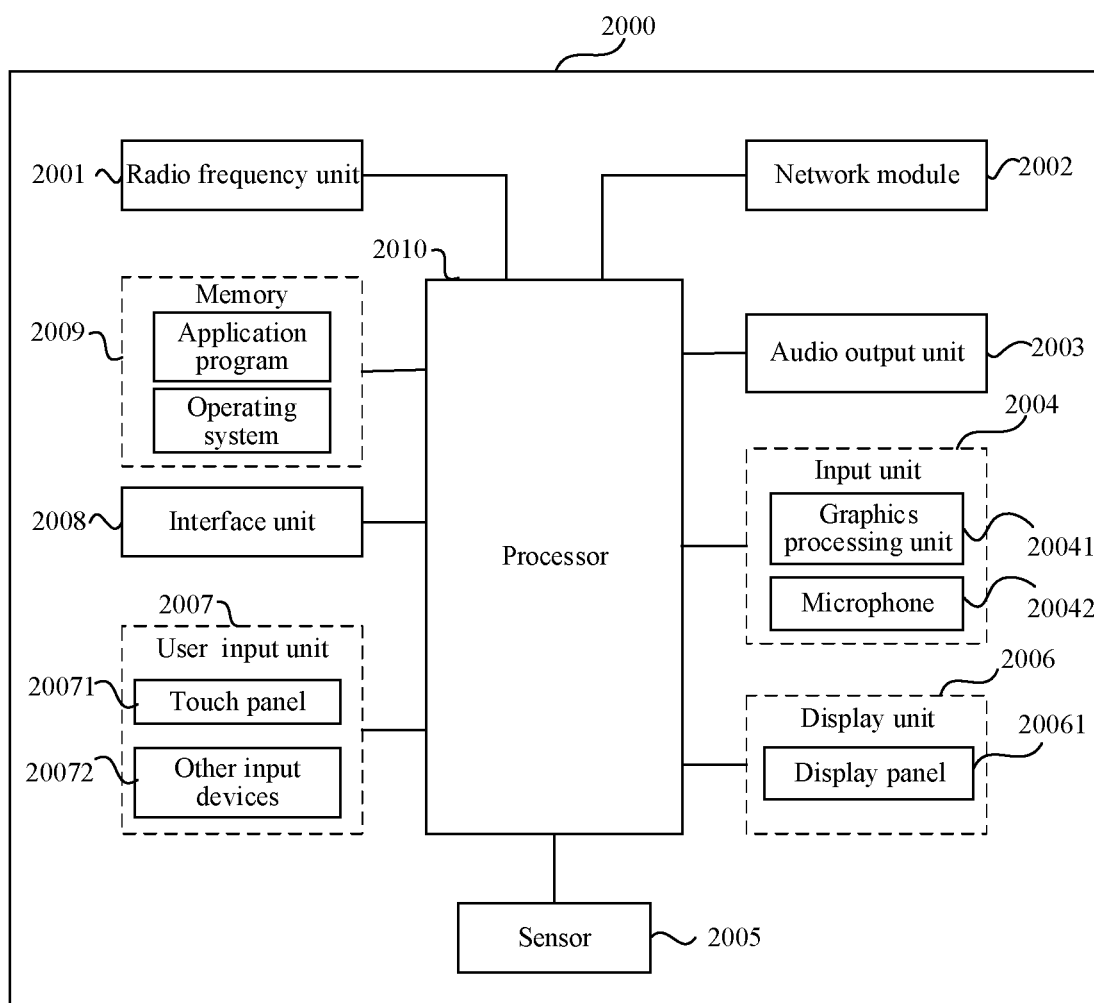 2000
2001
Radio frequency unit
Network module
2002
2010
Memory
2009
Application
program
Operating
system
Audio output unit
2003
2004
Input unit
Graphics
processing unit
20041
Microphone
20042
2008
Interface unit
Processor
2007
User input unit
20071
Touch panel
20072
Other input
devices
2006
Display unit
20061
Display panel
Sensor
2005